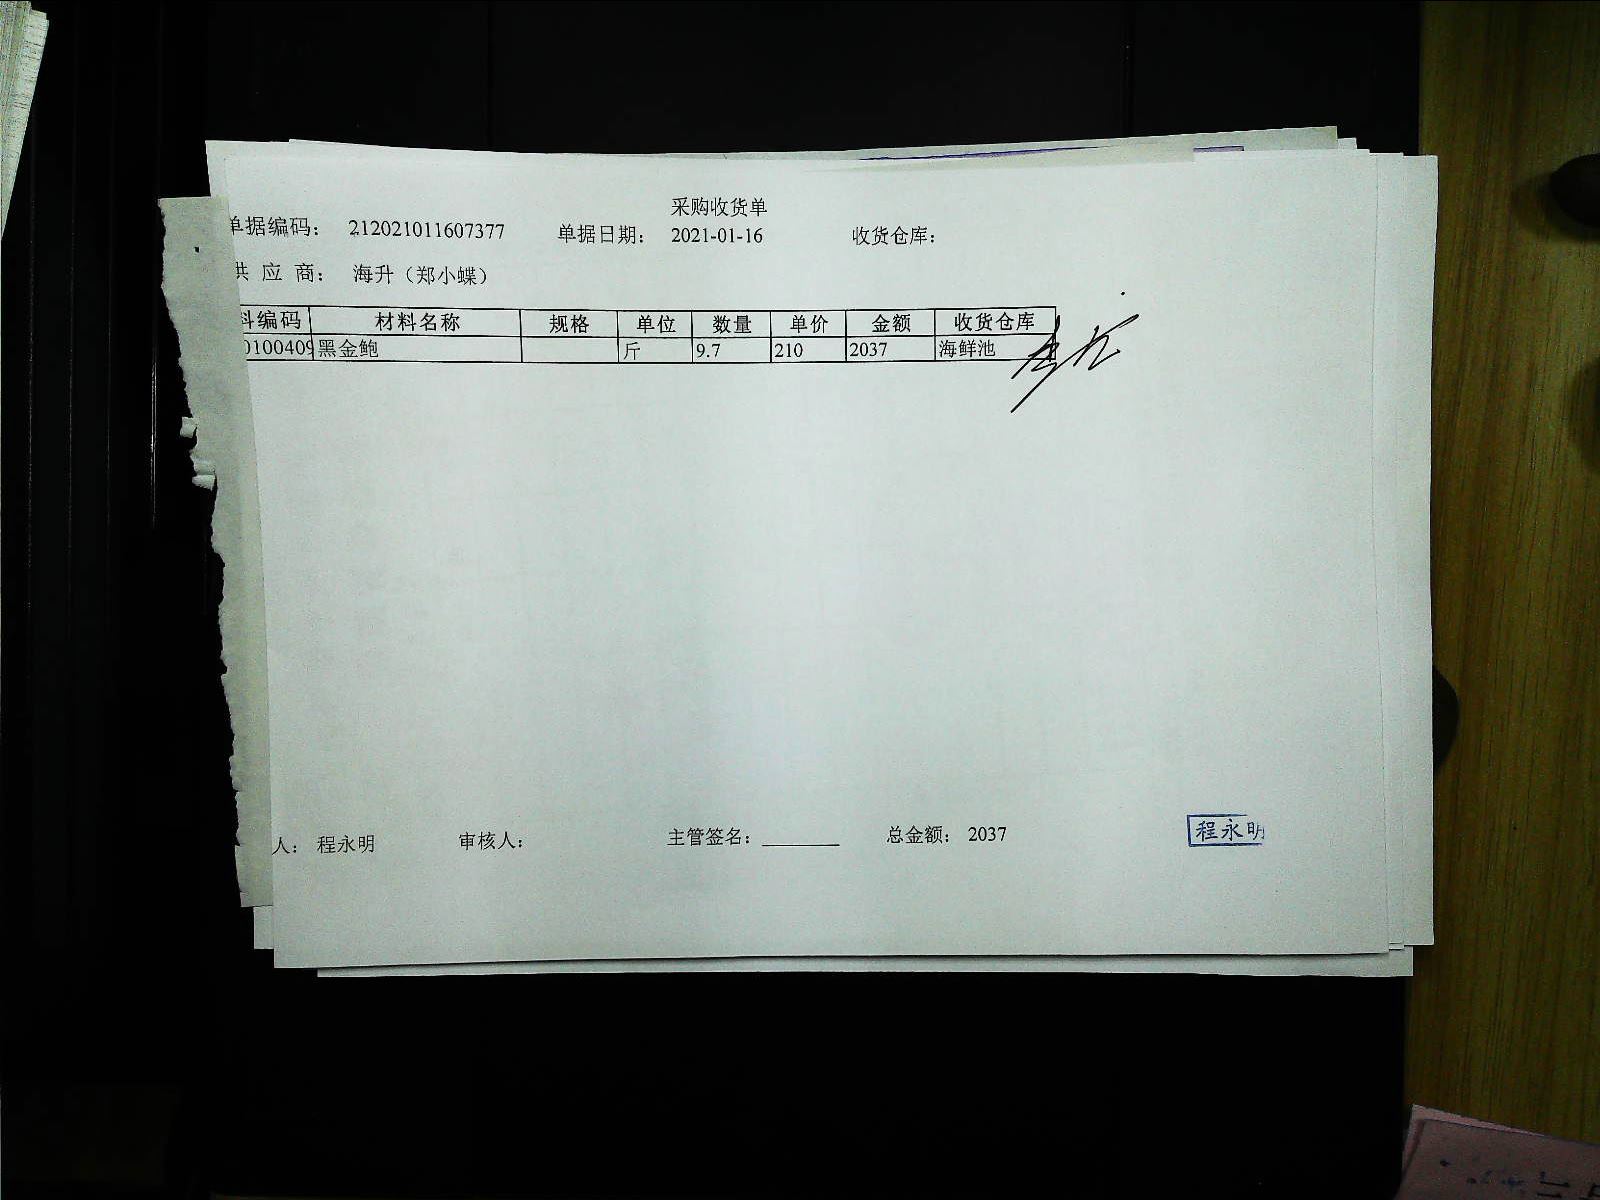 采购收货单
单据编码： 212021011607377 单据日期： 2021-01-16 收货仓库：
供 应 商： 海升（郑小蝶）
料编码 材料名称 规格 单位 数量 单价 金额 收货仓库
0100409 黑金鲍 斤 9.7 210 2037 海鲜池
人： 程永明 审核人： 主管签名：________ 总金额： 2037
程永明